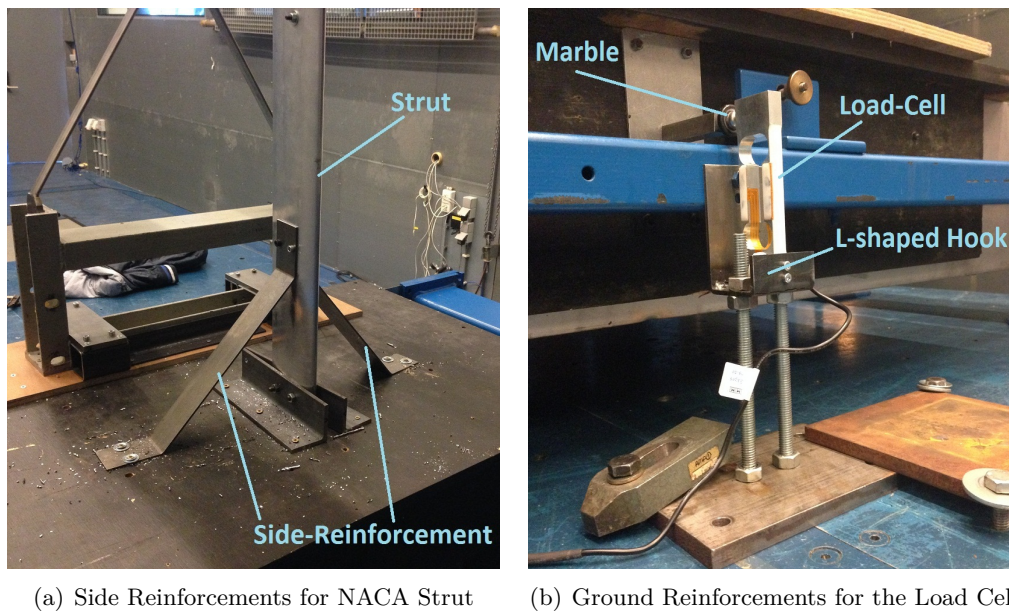 Strut
Side-Reinforcement
Marble
Load-Cell
L-shaped Hook
(a) Side Reinforcements for NACA Strut
(b) Ground Reinforcements for the Load Cel